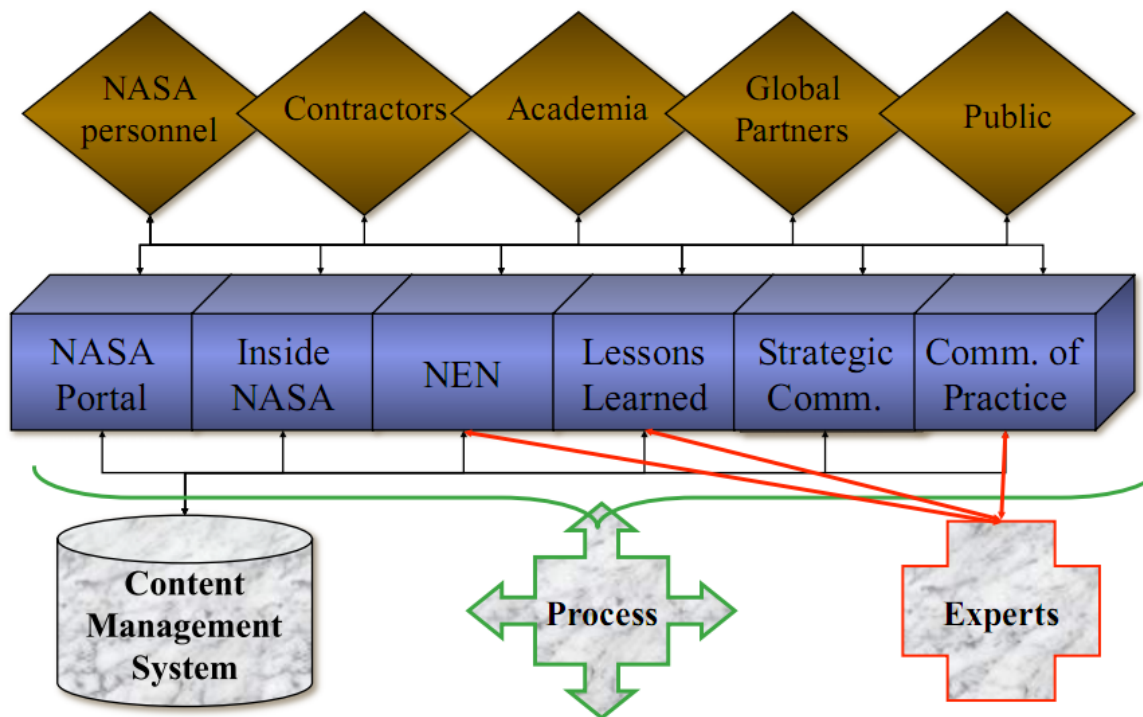 NASA
personnel
Contractors
Academia
Global
Partners
Public
NASA
Portal
Inside
NASA
NEN
Lessons
Learned
Strategic
Comm.
Comm. of
Practice
Content
Management
System
Process
Experts